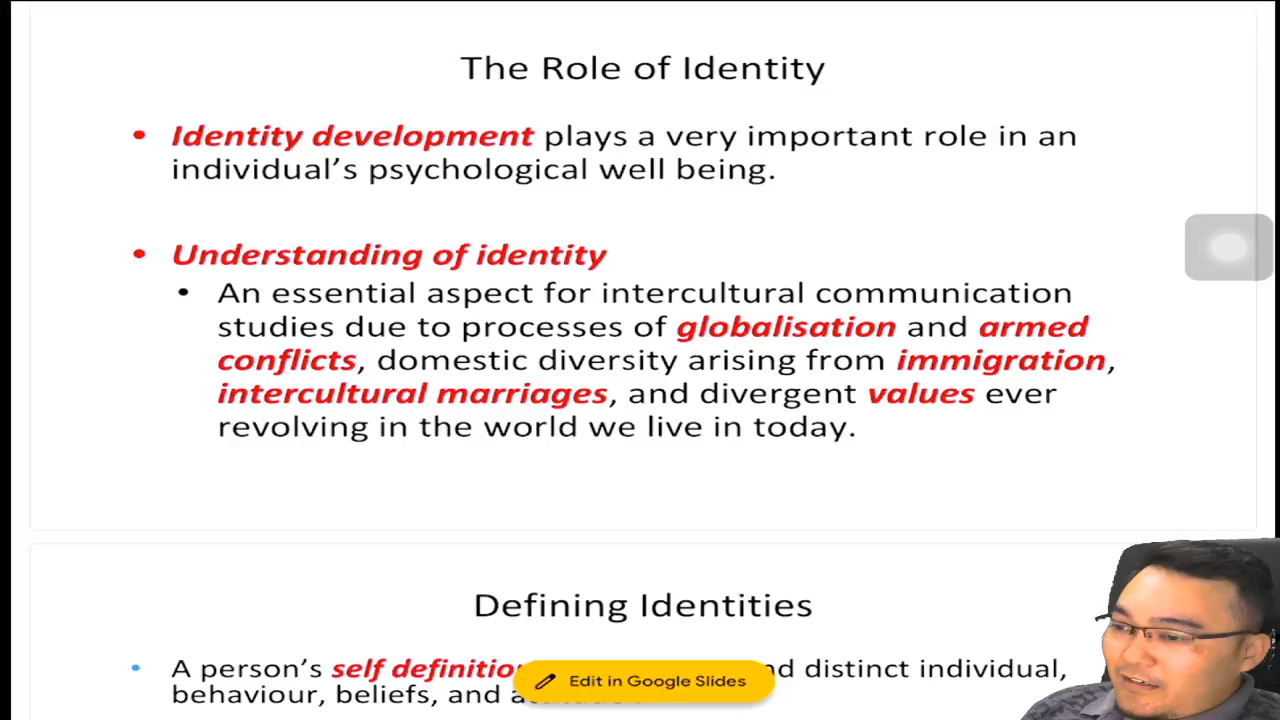 The Role of Identity
• Identity development plays a very important role in an
individual’s psychological well being.
• Understanding of identity
• An essential aspect for intercultural communication
studies due to processes of globalisation and armed
conflicts, domestic diversity arising from immigration,
intercultural marriages, and divergent values ever
revolving in the world we live in today.
Defining Identities
• A person’s self definition distinct individual,
behaviour, beliefs, and
Edit in Google Slides